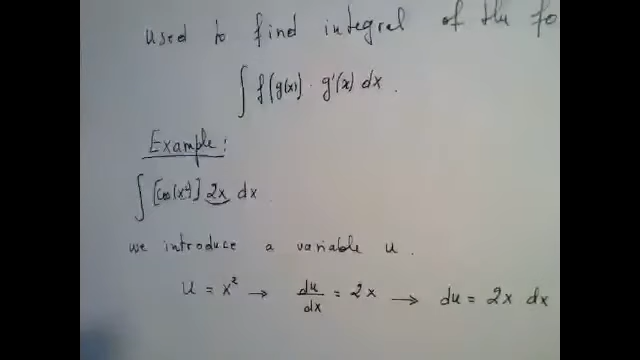 used to find integral of the fo
∫ f(g(x)) · g'(x) dx.
Example:
∫ [cos(x²)] 2x dx.
we introduce a variable u.
u = x² → du/dx = 2x → du = 2x dx